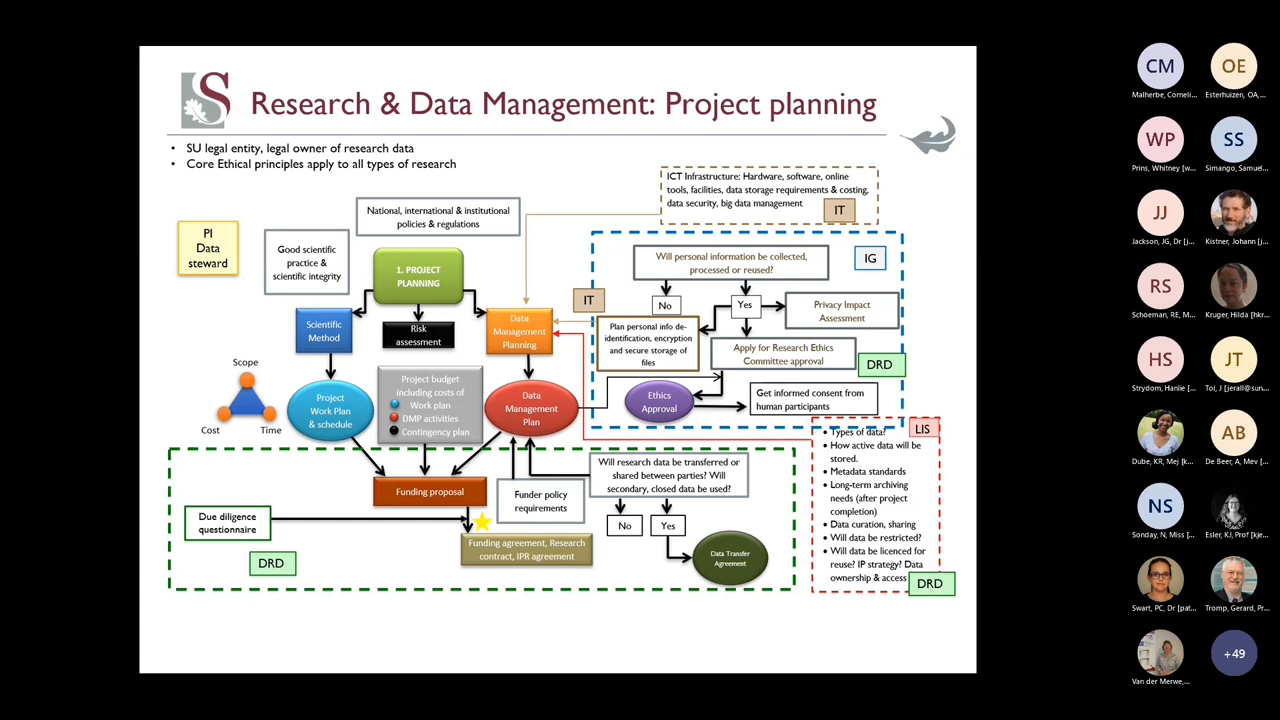 S
Research & Data Management: Project planning
• SU legal entity, legal owner of research data
• Core Ethical principles apply to all types of research
PI
Data
steward
Good scientific
practice &
scientific integrity
National, international & institutional
policies & regulations
ICT Infrastructure: Hardware, software, online
tools, facilities, data storage requirements & costing,
data security, big data management
IT
1. PROJECT
PLANNING
Scientific
Method
Risk
assessment
Data
Management
Planning
IT
Will personal information be collected,
processed or reused?
IG
No
Yes
Privacy Impact
Assessment
Plan personal info de-
identification, encryption
and secure storage of
files
Apply for Research Ethics
Committee approval
DRD
Scope
Cost
Time
Project
Work Plan
& schedule
Project budget
including costs of
Work plan
DMP activities
Contingency plan
Data
Management
Plan
Ethics
Approval
Get informed consent from
human participants
LIS
• Types of data?
• How active data will be
stored.
• Metadata standards
• Long-term archiving
needs (after project
completion)
• Data curation, sharing
• Will data be restricted?
• Will data be licenced for
reuse? IP strategy? Data
ownership & access
DRD
Funding proposal
Funder policy
requirements
Will research data be transferred or
shared between parties? Will
secondary, closed data be used?
No
Yes
Data Transfer
Agreement
Due diligence
questionnaire
Funding agreement, Research
contract, IPR agreement
DRD
CM
Malherbe, Corneli...
OE
Esterhuizen, OA,...
WP
Prins, Whitney [w...
SS
Simango, Samuel...
JJ
Jackson, JG, Dr [j...
Kistner, Johann [j...
RS
Schoeman, RE, M...
Kruger, Hilda [hkr...
HS
Strydom, Hanlie [...
JT
Toi, J [jerall@sun...
Dube, KR, Mej [k...
AB
De Beer, A, Mev [...
NS
Sonday, N, Miss [...
Esler, KJ, Prof [kje...
Swart, PC, Dr [pat...
Tromp, Gerard, Pr...
Van der Merwe,...
+49